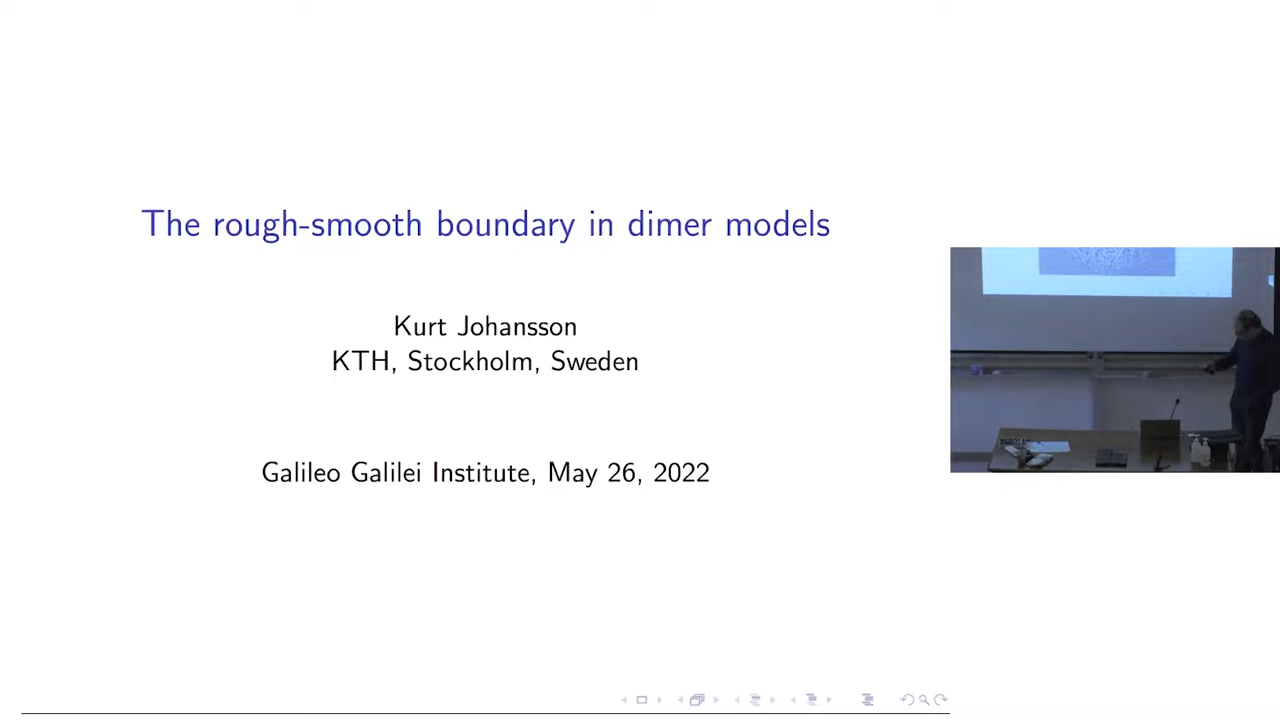 The rough-smooth boundary in dimer models
Kurt Johansson
KTH, Stockholm, Sweden
Galileo Galilei Institute, May 26, 2022